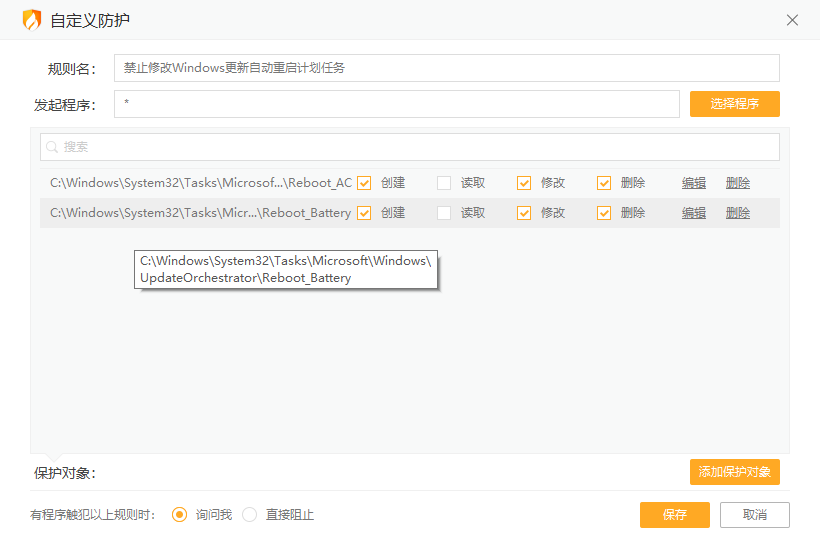 自定义防护
规则名：
禁止修改Windows更新自动重启计划任务
发起程序：
*
选择程序
搜索
C:\Windows\System32\Tasks\Microsof...\Reboot_AC 创建 读取 修改 删除 编辑 删除
C:\Windows\System32\Tasks\Micr...\Reboot_Battery 创建 读取 修改 删除 编辑 删除
C:\Windows\System32\Tasks\Microsoft\Windows\
UpdateOrchestrator\Reboot_Battery
保护对象：
添加保护对象
有程序触犯以上规则时： 询问我 直接阻止
保存
取消